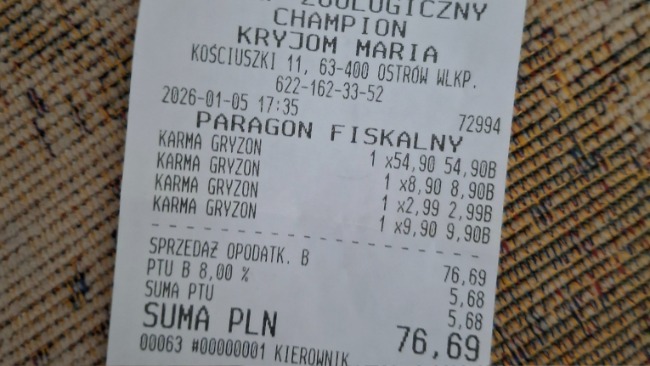 ZOOLOGICZNY
CHAMPION
KRYJOM MARIA
KOŚCIUSZKI 11, 63-400 OSTRÓW WLKP.
622-162-33-52
2026-01-05 17:35 72994
PARAGON FISKALNY
KARMA GRYZON 1 x54,90 54,90B
KARMA GRYZON 1 x8,90 8,90B
KARMA GRYZON 1 x2,99 2,99B
KARMA GRYZON 1 x9,90 9,90B
SPRZEDAŻ OPODATK. B 76,69
PTU B 8,00 % 5,68
SUMA PTU 5,68
SUMA PLN 76,69
00063 #00000001 KIEROWNIK